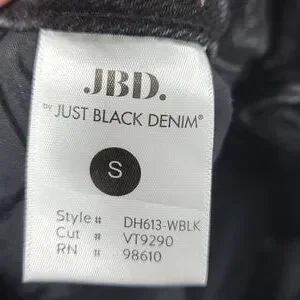 JBD.
by JUST BLACK DENIM®
S
Style # DH613-WBLK
Cut # VT9290
RN # 98610